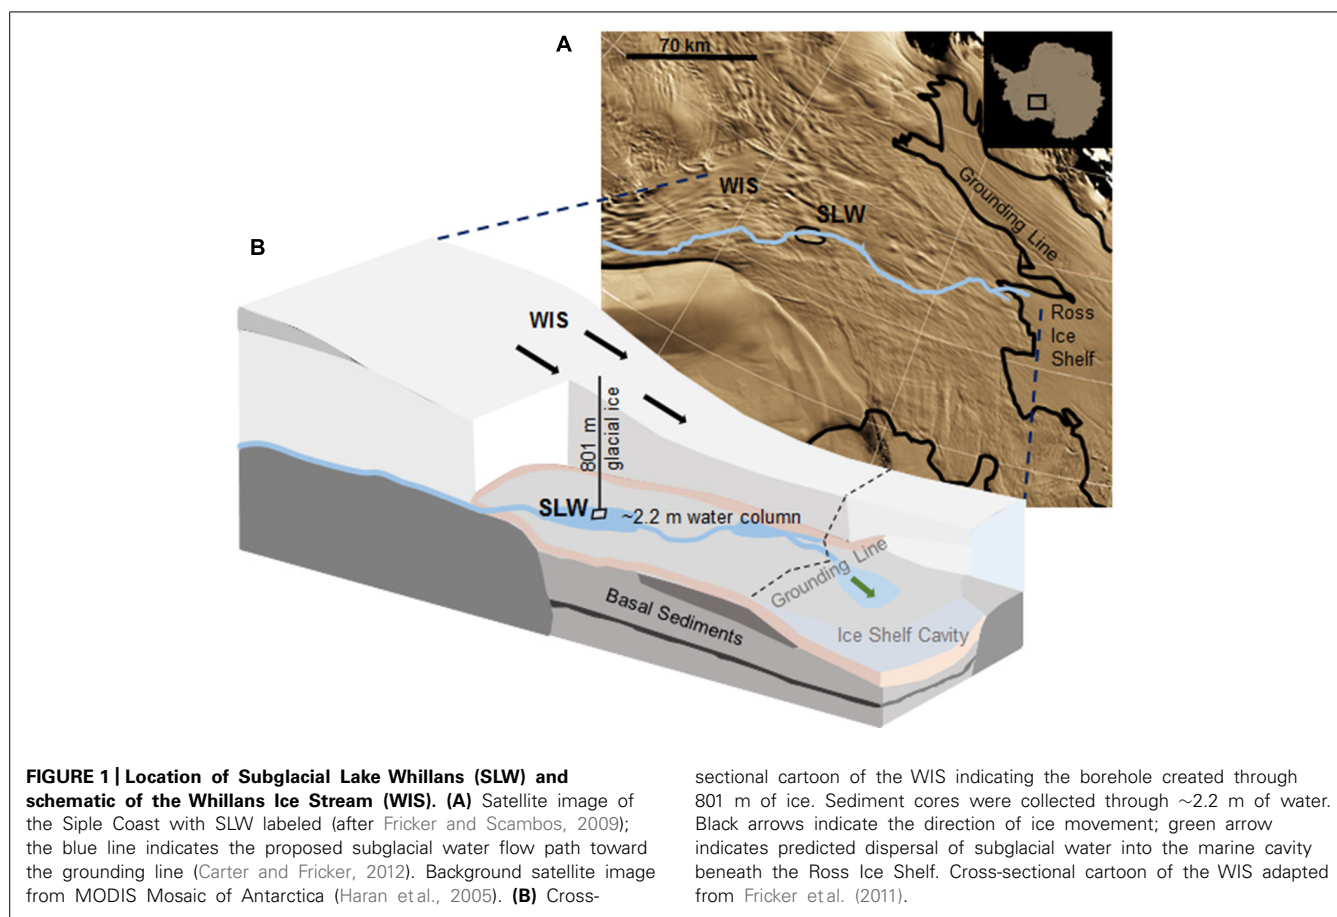 A
70 km
WIS
SLW
Grounding Line
Ross
Ice
Shelf
B
WIS
801 m
glacial ice
SLW
~2.2 m water column
Grounding Line
Basal Sediments
Ice Shelf Cavity
FIGURE 1 | Location of Subglacial Lake Whillans (SLW) and
schematic of the Whillans Ice Stream (WIS). (A) Satellite image of
the Siple Coast with SLW labeled (after Fricker and Scambos, 2009);
the blue line indicates the proposed subglacial water flow path toward
the grounding line (Carter and Fricker, 2012). Background satellite image
from MODIS Mosaic of Antarctica (Haran et al., 2005). (B) Cross-
sectional cartoon of the WIS indicating the borehole created through
801 m of ice. Sediment cores were collected through ∼2.2 m of water.
Black arrows indicate the direction of ice movement; green arrow
indicates predicted dispersal of subglacial water into the marine cavity
beneath the Ross Ice Shelf. Cross-sectional cartoon of the WIS adapted
from Fricker et al. (2011).